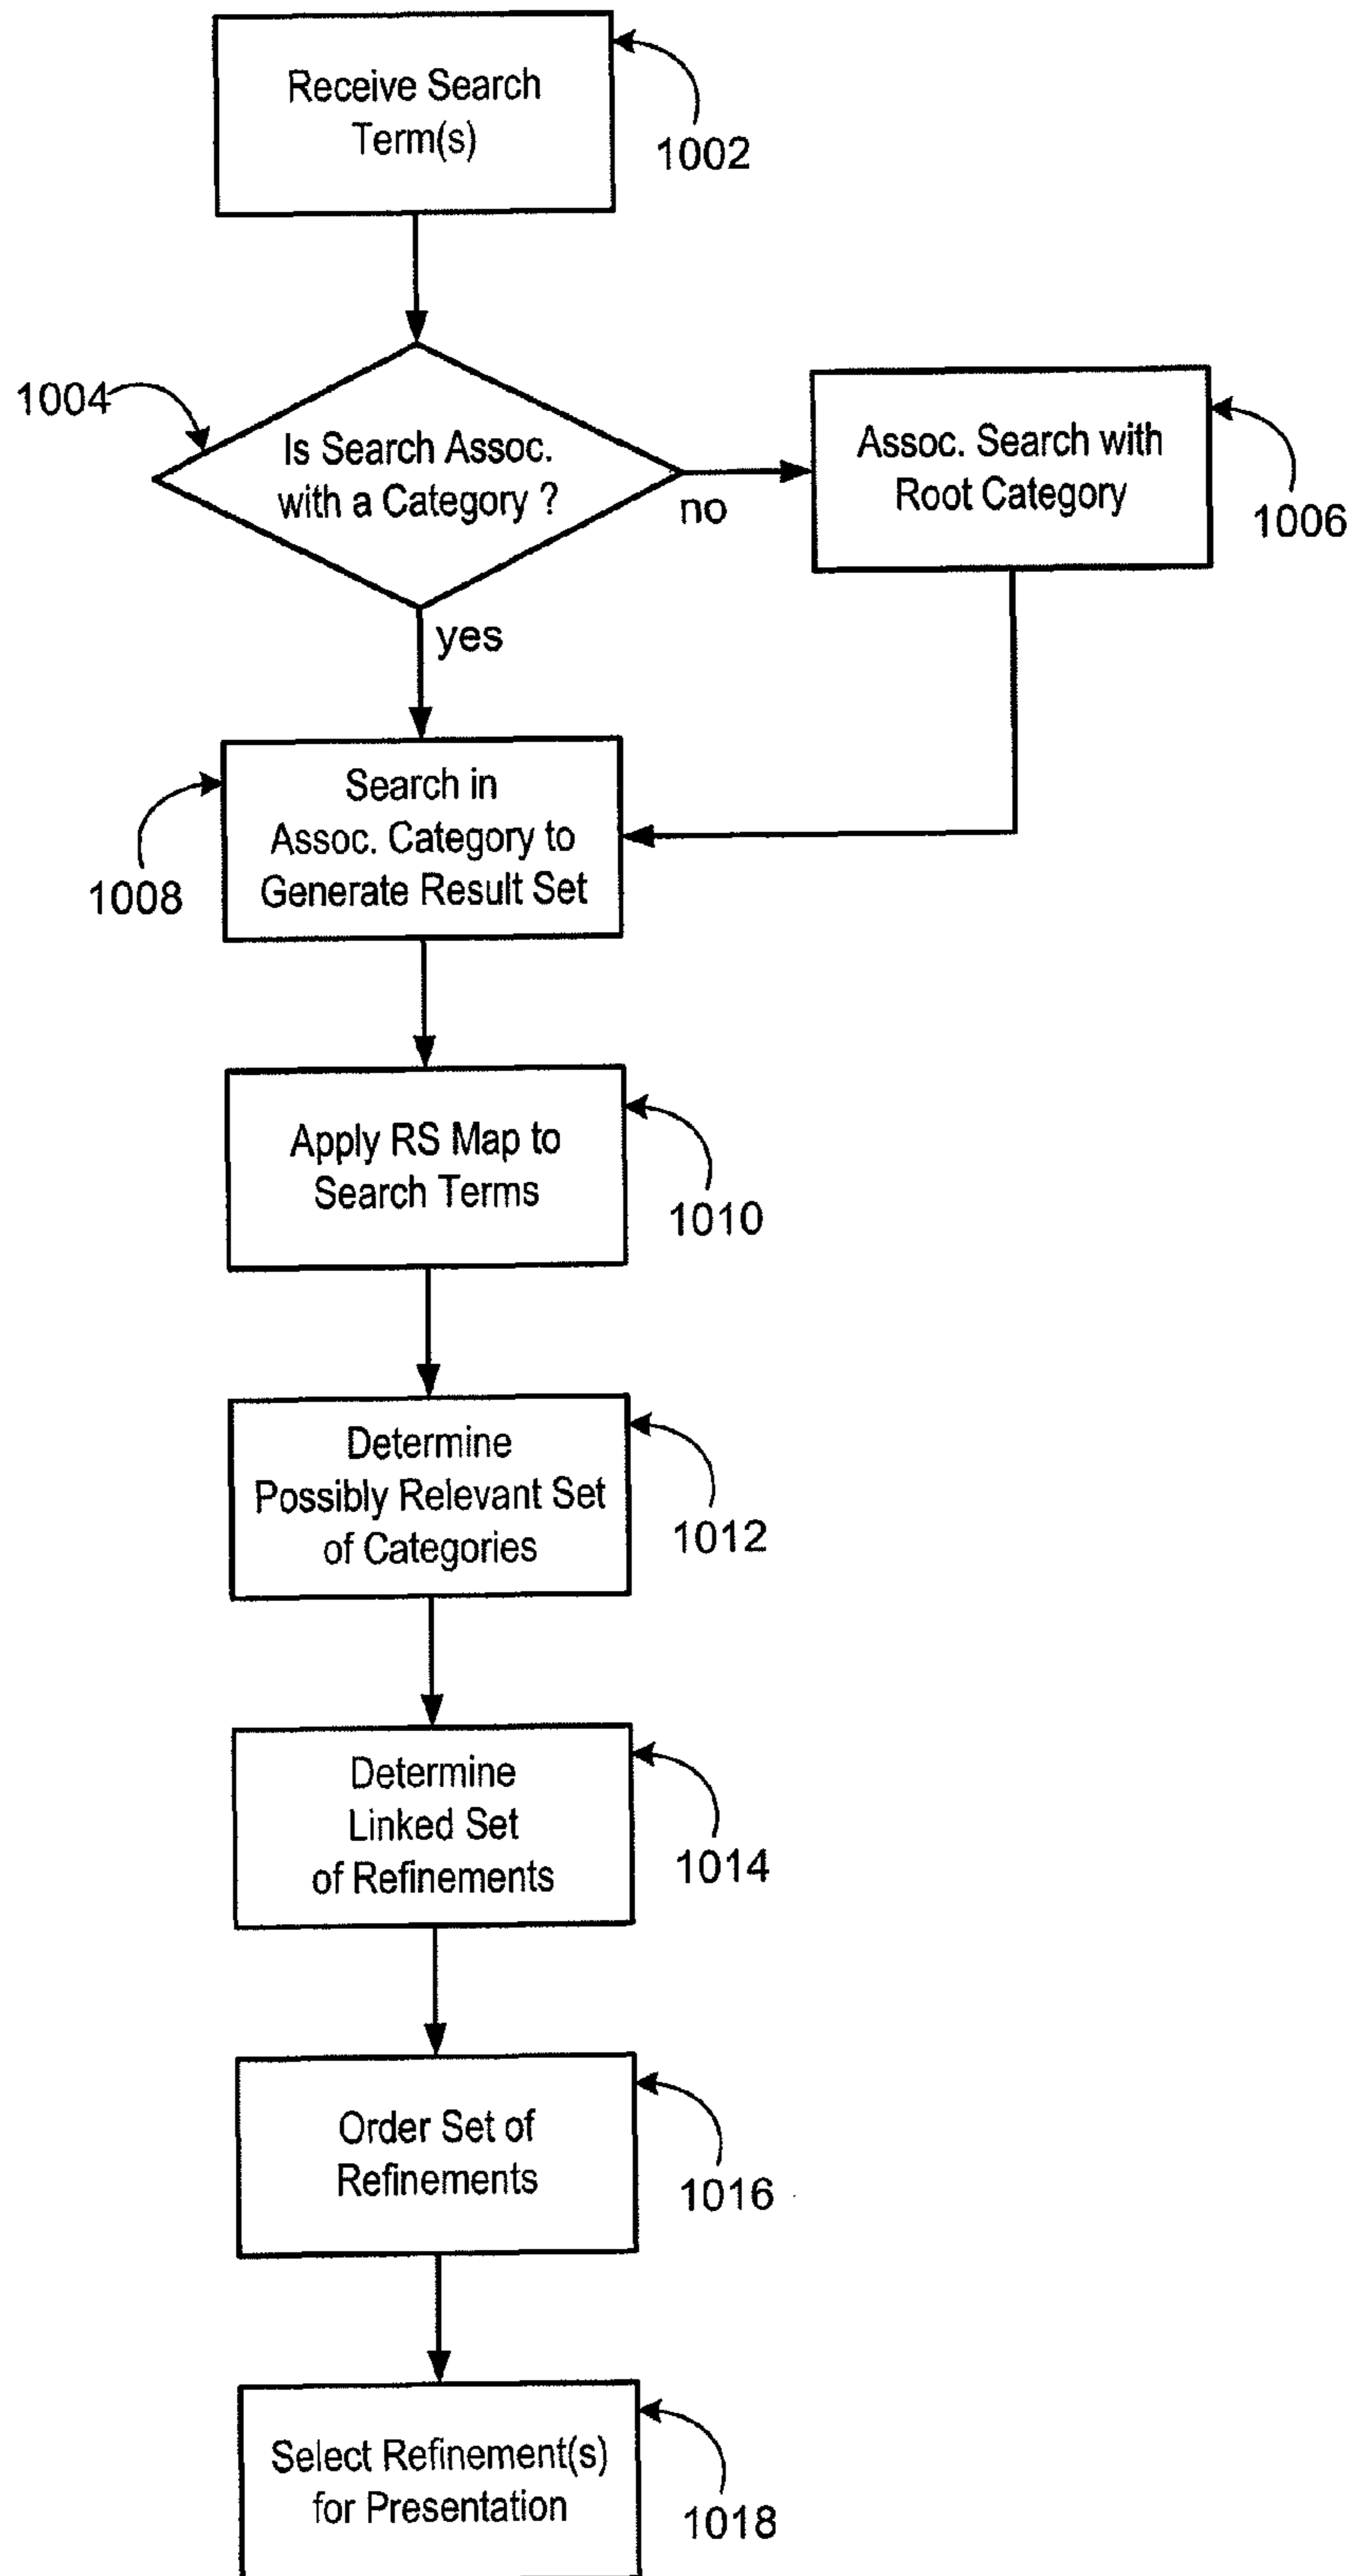 Receive Search
Term(s)
1002
1004
Is Search Assoc.
with a Category ?
no
Assoc. Search with
Root Category
1006
yes
Search in
Assoc. Category to
Generate Result Set
1008
Apply RS Map to
Search Terms
1010
Determine
Possibly Relevant Set
of Categories
1012
Determine
Linked Set
of Refinements
1014
Order Set of
Refinements
1016
Select Refinement(s)
for Presentation
1018